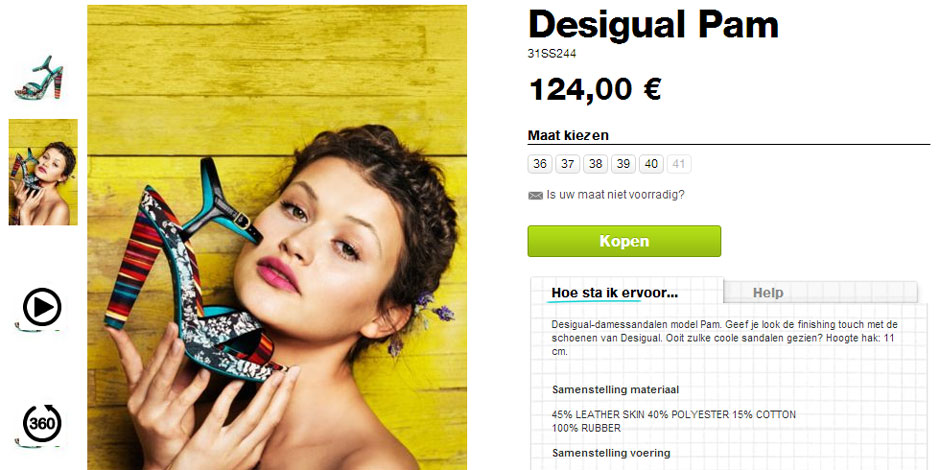 Desigual Pam
31SS244
124,00 €
Maat kiezen
36 37 38 39 40 41
Is uw maat niet voorradig?
Kopen
Hoe sta ik ervoor... Help
Desigual-damessandalen model Pam. Geef je look de finishing touch met de
schoenen van Desigual. Ooit zulke coole sandalen gezien? Hoogte hak: 11
cm.
Samenstelling materiaal
45% LEATHER SKIN 40% POLYESTER 15% COTTON
100% RUBBER
Samenstelling voering
360